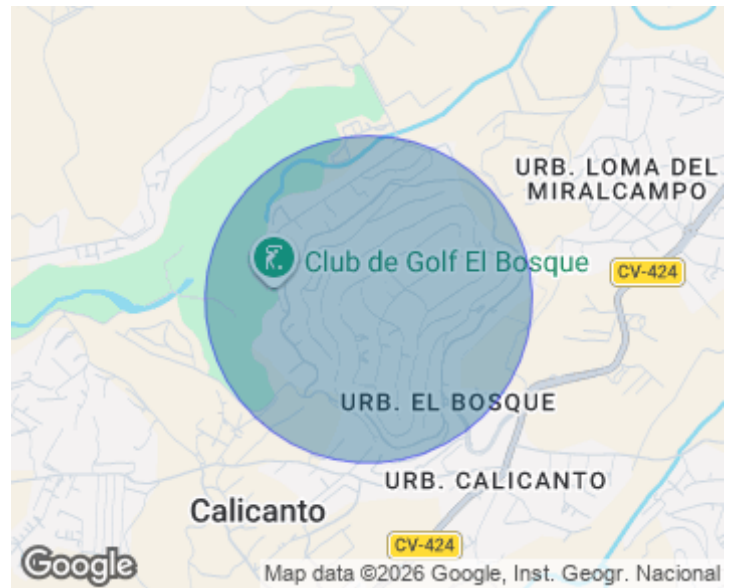 URB. LOMA DEL
MIRALCAMPO
Club de Golf El Bosque
CV-424
URB. EL BOSQUE
URB. CALICANTO
Calicanto
CV-424
Google
Map data ©2026 Google, Inst. Geogr. Nacional